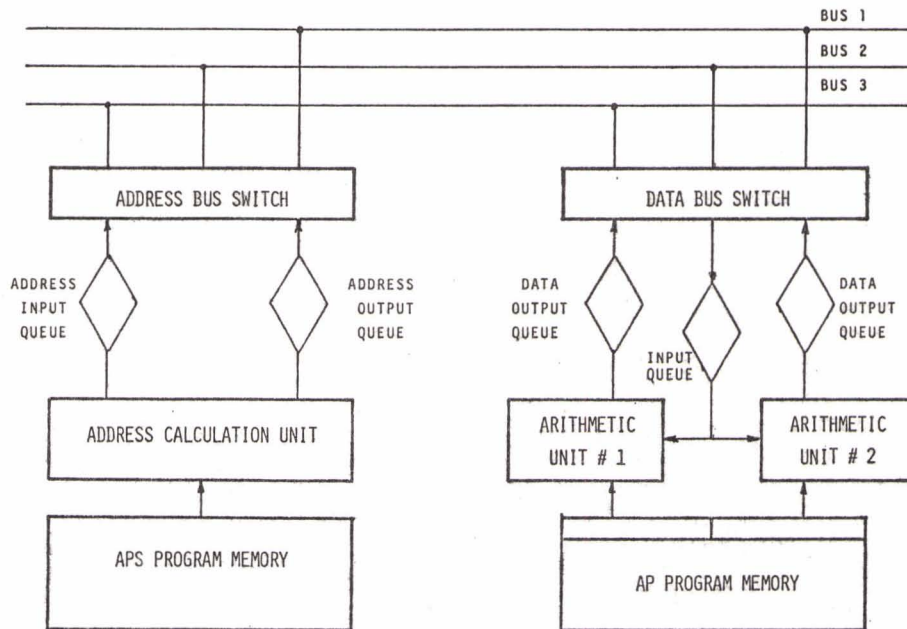 BUS 1
BUS 2
BUS 3
ADDRESS BUS SWITCH
DATA BUS SWITCH
ADDRESS
INPUT
QUEUE
ADDRESS
OUTPUT
QUEUE
DATA
OUTPUT
QUEUE
INPUT
QUEUE
DATA
OUTPUT
QUEUE
ADDRESS CALCULATION UNIT
ARITHMETIC
UNIT # 1
ARITHMETIC
UNIT # 2
APS PROGRAM MEMORY
AP PROGRAM MEMORY